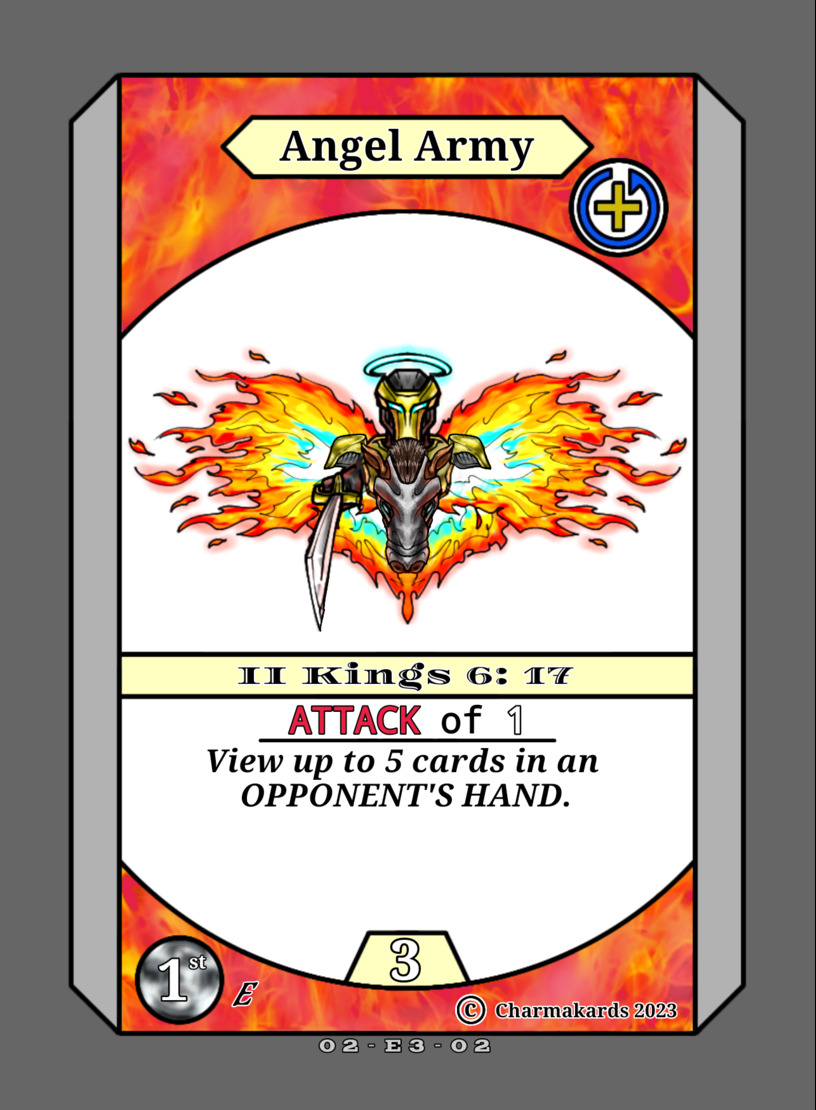 Angel Army
II Kings 6: 17
ATTACK of 1
View up to 5 cards in an
OPPONENT'S HAND.
3
1st
E
© Charmakards 2023
02-E3-02